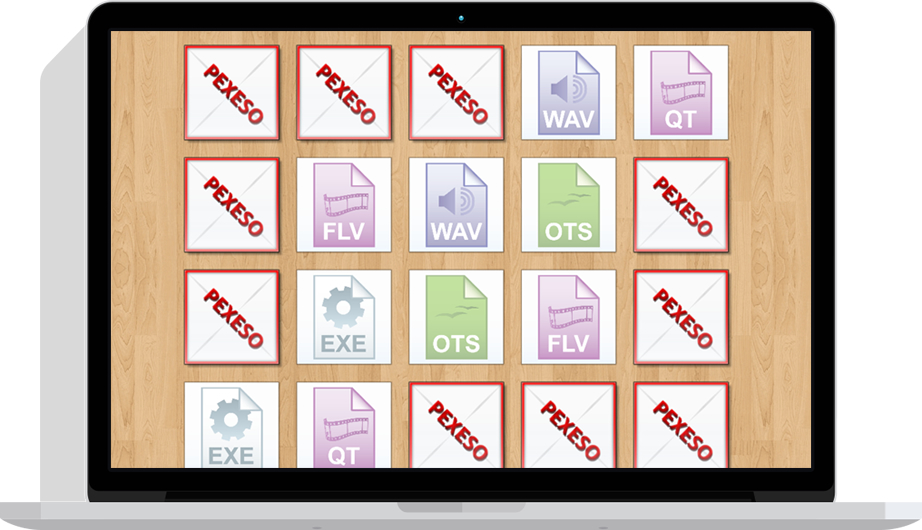 PEXESO PEXESO PEXESO WAV QT
PEXESO FLV WAV OTS PEXESO
PEXESO EXE OTS FLV PEXESO
EXE QT PEXESO PEXESO PEXESO